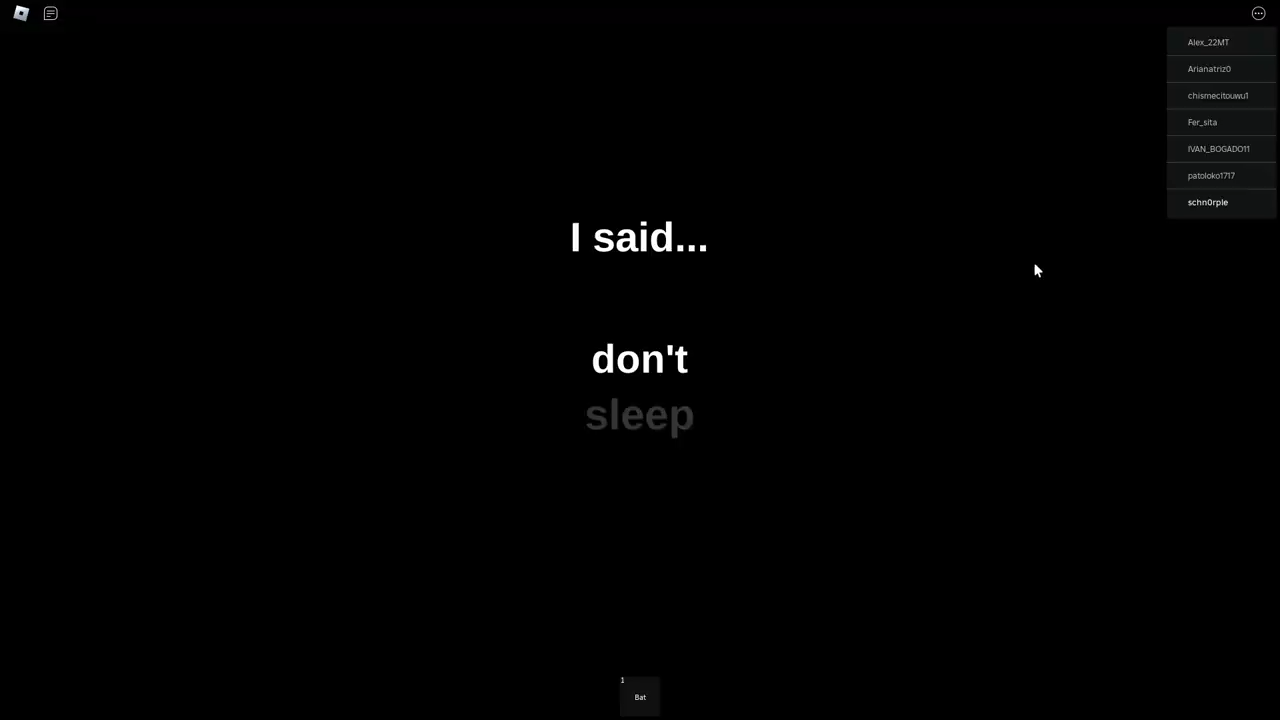 Alex_22MT
Arianatriz0
chismecitouwu1
Fer_sita
IVAN_BOGADO11
patoloko1717
schn0rple
I said...
don't
sleep
1
Bat